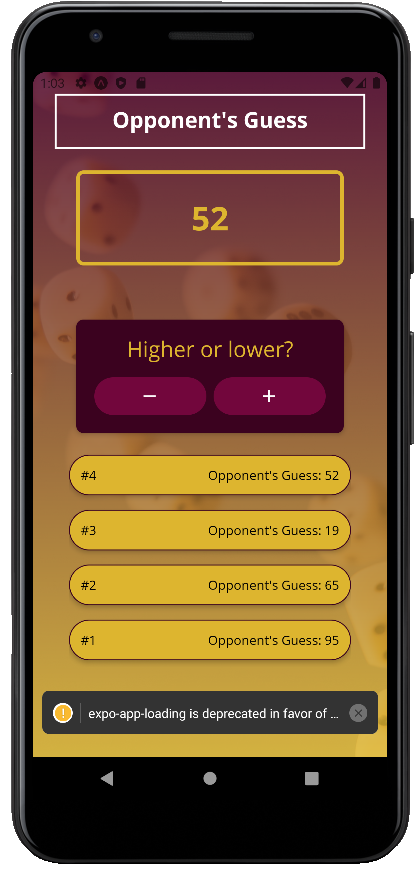 1:03
Opponent's Guess
52
Higher or lower?
− +
#4 Opponent's Guess: 52
#3 Opponent's Guess: 19
#2 Opponent's Guess: 65
#1 Opponent's Guess: 95
! expo-app-loading is deprecated in favor of ...